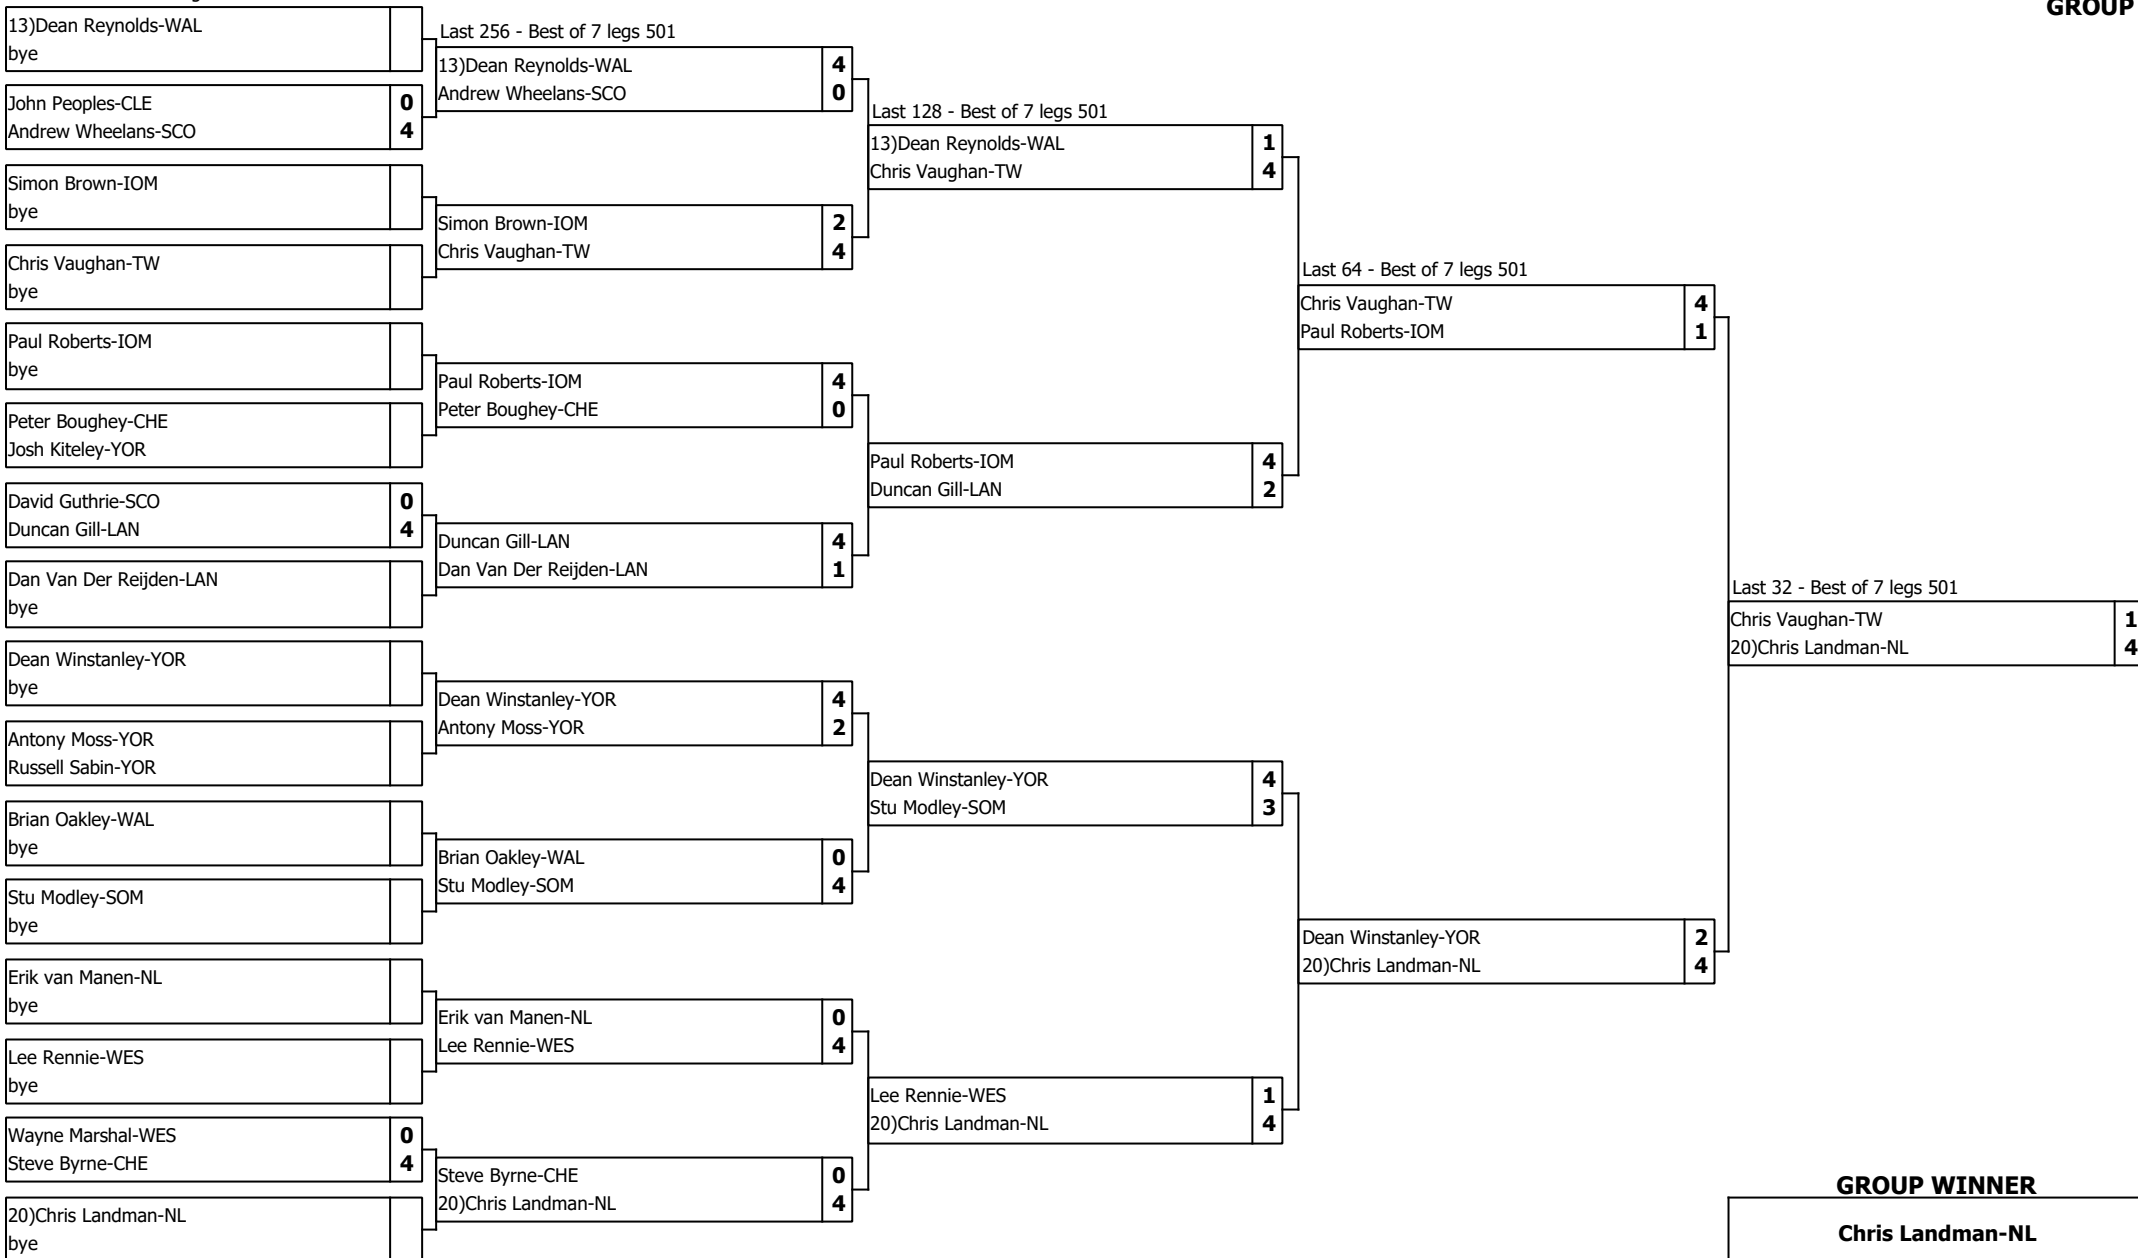 GROUP
13)Dean Reynolds-WAL
bye
John Peoples-CLE 0
Andrew Wheelans-SCO 4
Simon Brown-IOM
bye
Chris Vaughan-TW
bye
Paul Roberts-IOM
bye
Peter Boughey-CHE
Josh Kiteley-YOR
David Guthrie-SCO 0
Duncan Gill-LAN 4
Dan Van Der Reijden-LAN
bye
Dean Winstanley-YOR
bye
Antony Moss-YOR
Russell Sabin-YOR
Brian Oakley-WAL
bye
Stu Modley-SOM
bye
Erik van Manen-NL
bye
Lee Rennie-WES
bye
Wayne Marshal-WES 0
Steve Byrne-CHE 4
20)Chris Landman-NL
bye
Last 256 - Best of 7 legs 501
13)Dean Reynolds-WAL 4
Andrew Wheelans-SCO 0
Simon Brown-IOM 2
Chris Vaughan-TW 4
Paul Roberts-IOM 4
Peter Boughey-CHE 0
Duncan Gill-LAN 4
Dan Van Der Reijden-LAN 1
Dean Winstanley-YOR 4
Antony Moss-YOR 2
Brian Oakley-WAL 0
Stu Modley-SOM 4
Erik van Manen-NL 0
Lee Rennie-WES 4
Steve Byrne-CHE 0
20)Chris Landman-NL 4
Last 128 - Best of 7 legs 501
13)Dean Reynolds-WAL 1
Chris Vaughan-TW 4
Paul Roberts-IOM 4
Duncan Gill-LAN 2
Dean Winstanley-YOR 4
Stu Modley-SOM 3
Lee Rennie-WES 1
20)Chris Landman-NL 4
Last 64 - Best of 7 legs 501
Chris Vaughan-TW 4
Paul Roberts-IOM 1
Dean Winstanley-YOR 2
20)Chris Landman-NL 4
Last 32 - Best of 7 legs 501
Chris Vaughan-TW 1
20)Chris Landman-NL 4
GROUP WINNER
Chris Landman-NL